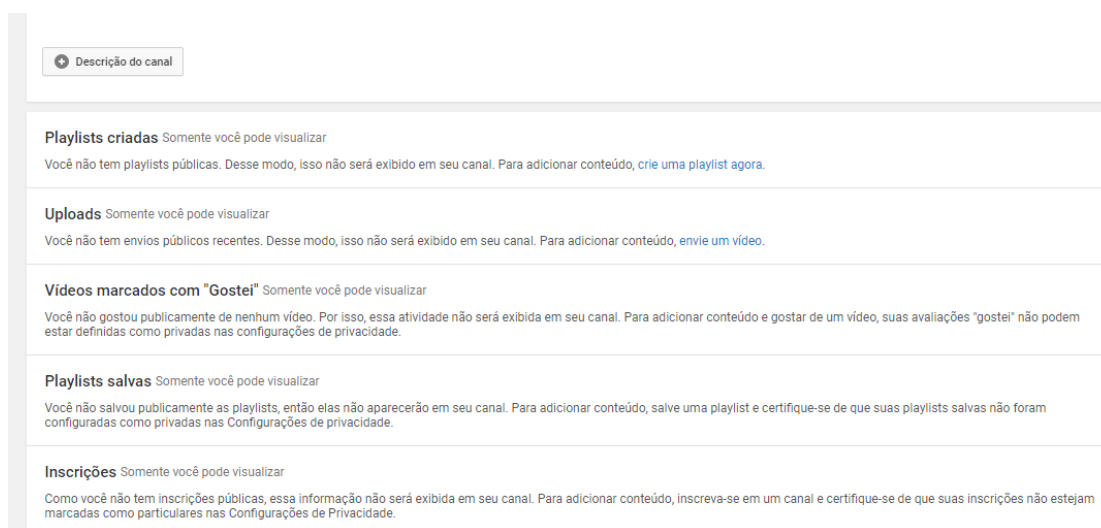 Descrição do canal
Playlists criadas Somente você pode visualizar
Você não tem playlists públicas. Desse modo, isso não será exibido em seu canal. Para adicionar conteúdo, crie uma playlist agora.
Uploads Somente você pode visualizar
Você não tem envios públicos recentes. Desse modo, isso não será exibido em seu canal. Para adicionar conteúdo, envie um vídeo.
Vídeos marcados com "Gostei" Somente você pode visualizar
Você não gostou publicamente de nenhum vídeo. Por isso, essa atividade não será exibida em seu canal. Para adicionar conteúdo e gostar de um vídeo, suas avaliações "gostei" não podem
estar definidas como privadas nas configurações de privacidade.
Playlists salvas Somente você pode visualizar
Você não salvou publicamente as playlists, então elas não aparecerão em seu canal. Para adicionar conteúdo, salve uma playlist e certifique-se de que suas playlists salvas não foram
configuradas como privadas nas Configurações de privacidade.
Inscrições Somente você pode visualizar
Como você não tem inscrições públicas, essa informação não será exibida em seu canal. Para adicionar conteúdo, inscreva-se em um canal e certifique-se de que suas inscrições não estejam
marcadas como particulares nas Configurações de Privacidade.